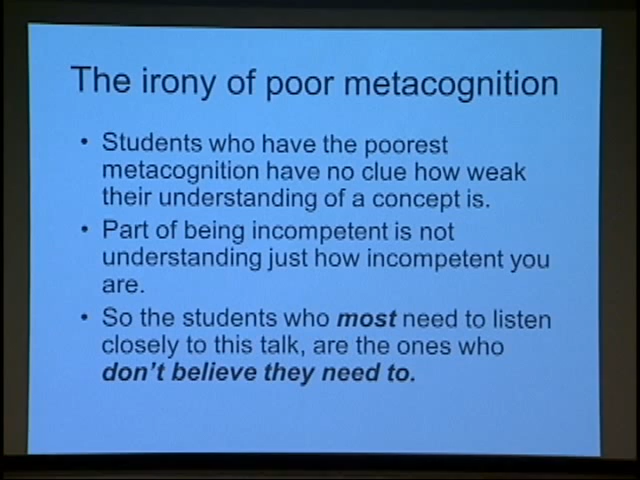 The irony of poor metacognition
• Students who have the poorest
metacognition have no clue how weak
their understanding of a concept is.
• Part of being incompetent is not
understanding just how incompetent you
are.
• So the students who most need to listen
closely to this talk, are the ones who
don't believe they need to.